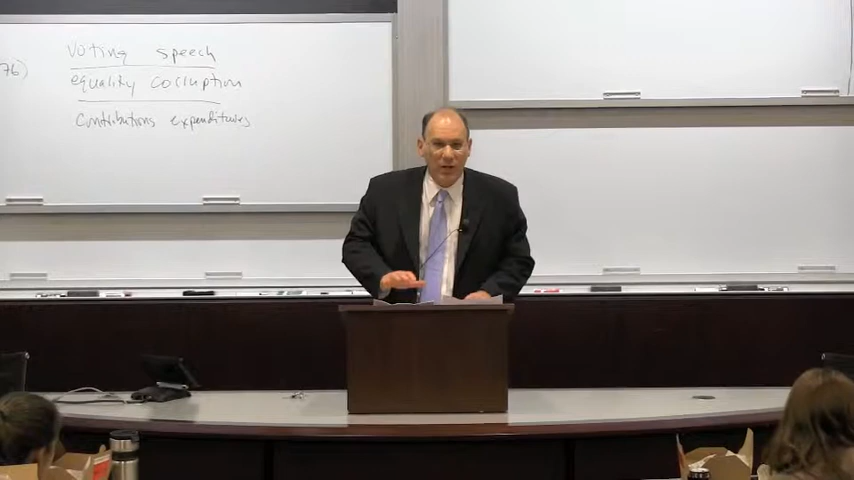 voting speech
76)
equality corruption
Contributions expenditures